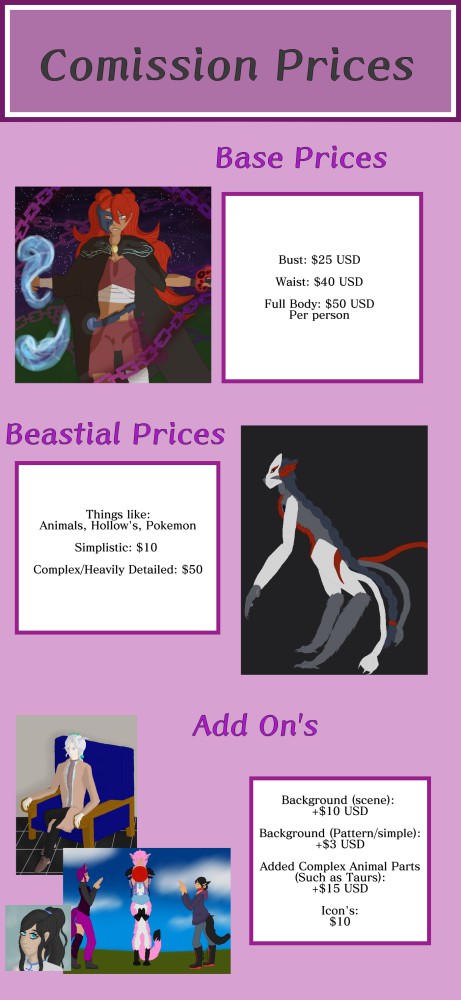 Comission Prices
Base Prices
Bust: $25 USD
Waist: $40 USD
Full Body: $50 USD
Per person
Beastial Prices
Things like:
Animals, Hollow's, Pokemon
Simplistic: $10
Complex/Heavily Detailed: $50
Add On's
Background (scene):
+$10 USD
Background (Pattern/simple):
+$3 USD
Added Complex Animal Parts
(Such as Taurs):
+$15 USD
Icon's:
$10